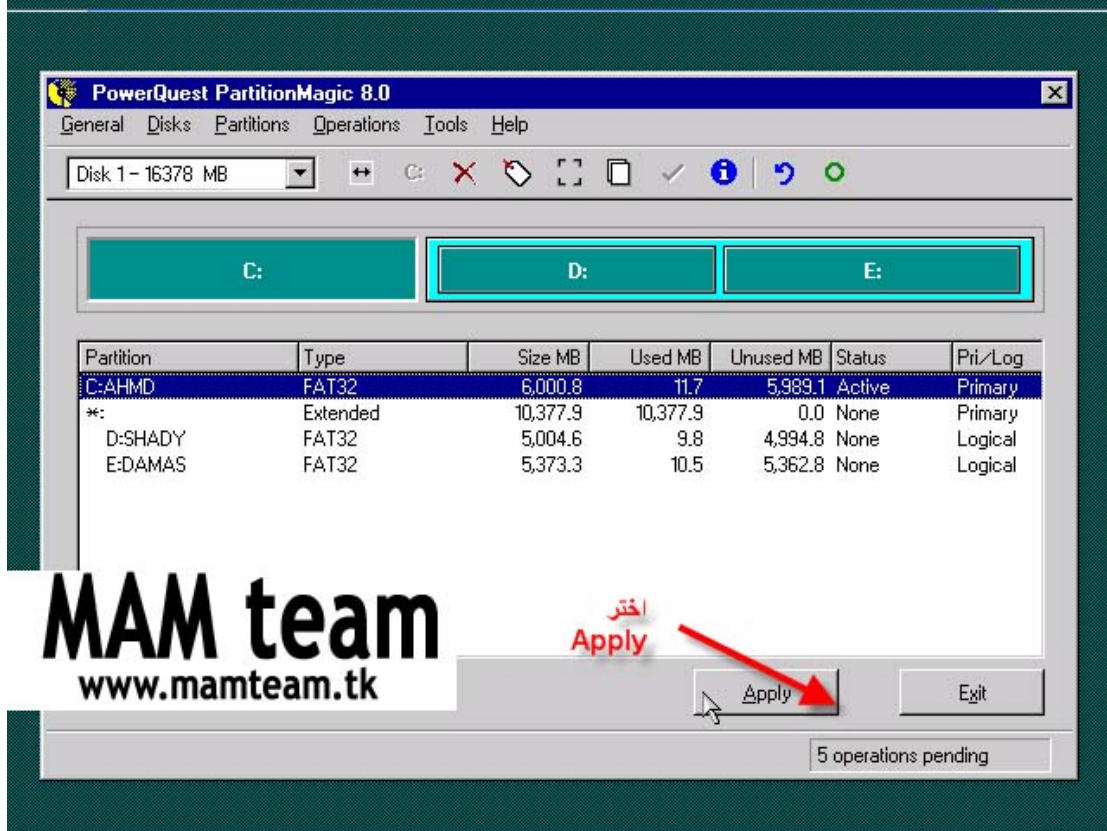 PowerQuest PartitionMagic 8.0
General Disks Partitions Operations Tools Help
Disk 1 – 16378 MB
C:
C: D: E:
Partition Type Size MB Used MB Unused MB Status Pri/Log
C:AHMD FAT32 6,000.8 11.7 5,989.1 Active Primary
*: Extended 10,377.9 10,377.9 0.0 None Primary
D:SHADY FAT32 5,004.6 9.8 4,994.8 None Logical
E:DAMAS FAT32 5,373.3 10.5 5,362.8 None Logical
MAM team
www.mamteam.tk
اختر
Apply
Apply Exit
5 operations pending